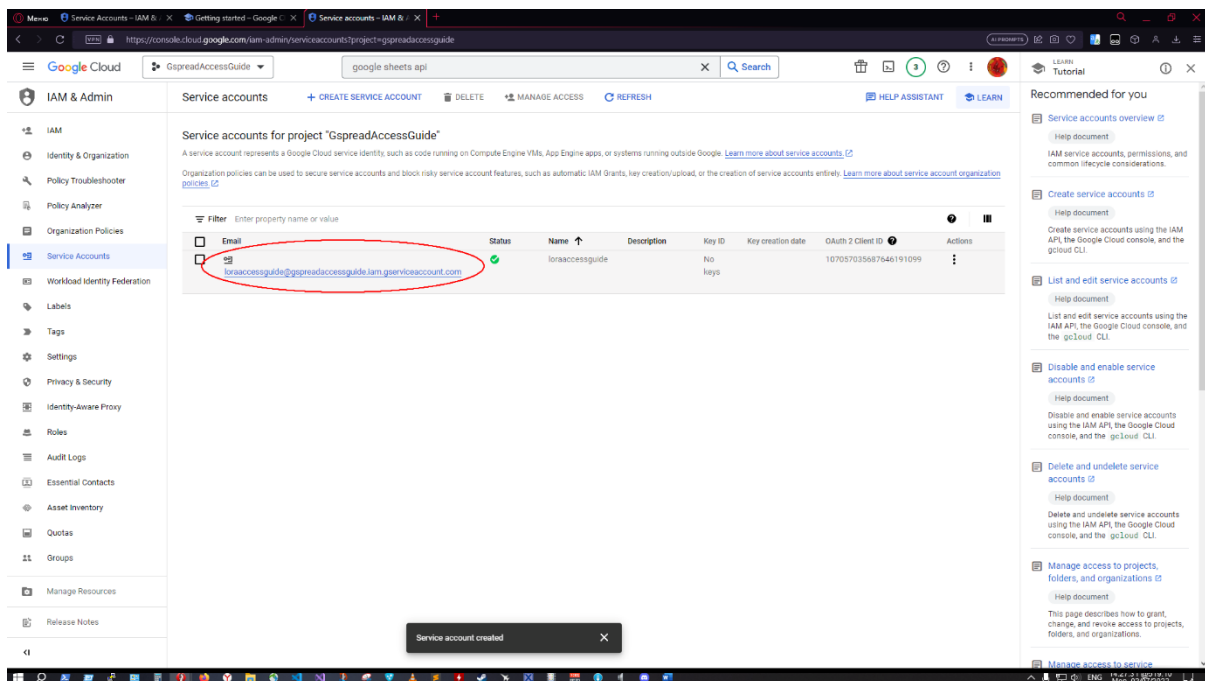 Меню
Service Accounts – IAM & A
Getting started – Google C
Service accounts – IAM & A
VPN
https://console.cloud.google.com/iam-admin/serviceaccounts?project=gspreadaccessguide
AI PROMPTS
Google Cloud
GspreadAccessGuide
google sheets api
Search
3
LEARN
Tutorial
IAM & Admin
Service accounts
+ CREATE SERVICE ACCOUNT
DELETE
MANAGE ACCESS
REFRESH
HELP ASSISTANT
LEARN
IAM
Identity & Organization
Policy Troubleshooter
Policy Analyzer
Organization Policies
Service Accounts
Workload Identity Federation
Labels
Tags
Settings
Privacy & Security
Identity-Aware Proxy
Roles
Audit Logs
Essential Contacts
Asset Inventory
Quotas
Groups
Manage Resources
Release Notes
Service accounts for project "GspreadAccessGuide"
A service account represents a Google Cloud service identity, such as code running on Compute Engine VMs, App Engine apps, or systems running outside Google. Learn more about service accounts.
Organization policies can be used to secure service accounts and block risky service account features, such as automatic IAM Grants, key creation/upload, or the creation of service accounts entirely. Learn more about service account organization
policies.
Filter Enter property name or value
Email Status Name Description Key ID Key creation date OAuth 2 Client ID Actions
loraaccessguide@gspreadaccessguide.iam.gserviceaccount.com
loraaccessguide
No
keys
107057035687646191099
Service account created
Recommended for you
Service accounts overview
Help document
IAM service accounts, permissions, and
common lifecycle considerations.
Create service accounts
Help document
Create service accounts using the IAM
API, the Google Cloud console, and the
gcloud CLI.
List and edit service accounts
Help document
List and edit service accounts using the
IAM API, the Google Cloud console, and
the gcloud CLI.
Disable and enable service
accounts
Help document
Disable and enable service accounts
using the IAM API, the Google Cloud
console, and the gcloud CLI.
Delete and undelete service
accounts
Help document
Delete and undelete service accounts
using the IAM API, the Google Cloud
console, and the gcloud CLI.
Manage access to projects,
folders, and organizations
Help document
This page describes how to grant,
change, and revoke access to projects,
folders, and organizations.
Manage access to service
ENG